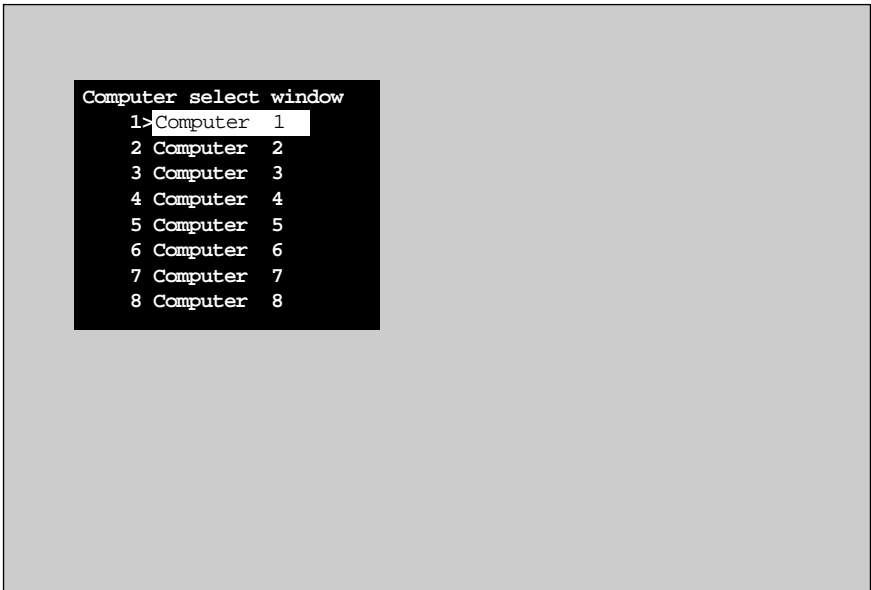 Computer select window
1>Computer 1
2 Computer 2
3 Computer 3
4 Computer 4
5 Computer 5
6 Computer 6
7 Computer 7
8 Computer 8